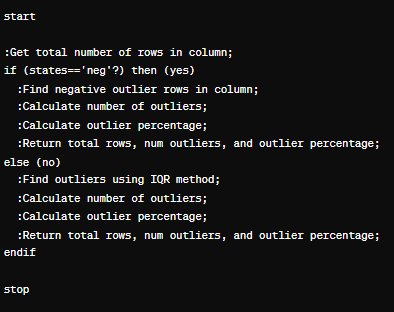 start
:Get total number of rows in column;
if (states=='neg'?) then (yes)
:Find negative outlier rows in column;
:Calculate number of outliers;
:Calculate outlier percentage;
:Return total rows, num outliers, and outlier percentage;
else (no)
:Find outliers using IQR method;
:Calculate number of outliers;
:Calculate outlier percentage;
:Return total rows, num outliers, and outlier percentage;
endif
stop